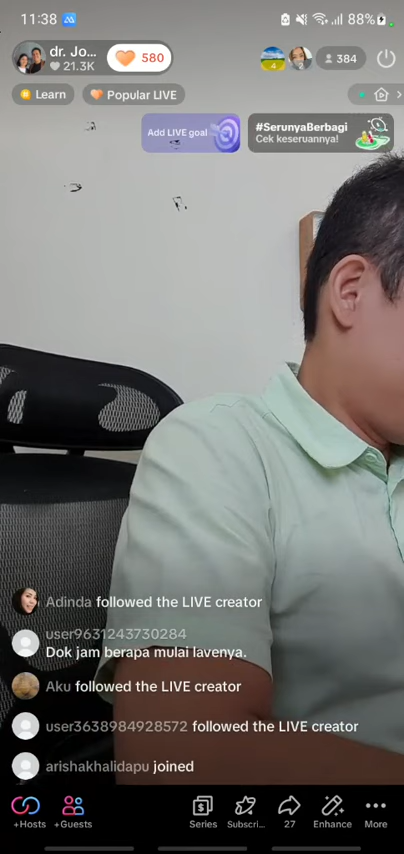 11:38
88%
dr. Jo...
21.3K
580
4
2
384
Learn
Popular LIVE
Add LIVE goal
#SerunyaBerbagi
Cek keseruannya!
Adinda followed the LIVE creator
user9631243730284
Dok jam berapa mulai lavenya.
Aku followed the LIVE creator
user3638984928572 followed the LIVE creator
arishakhalidapu joined
+Hosts
+Guests
Series
Subscri...
27
Enhance
More